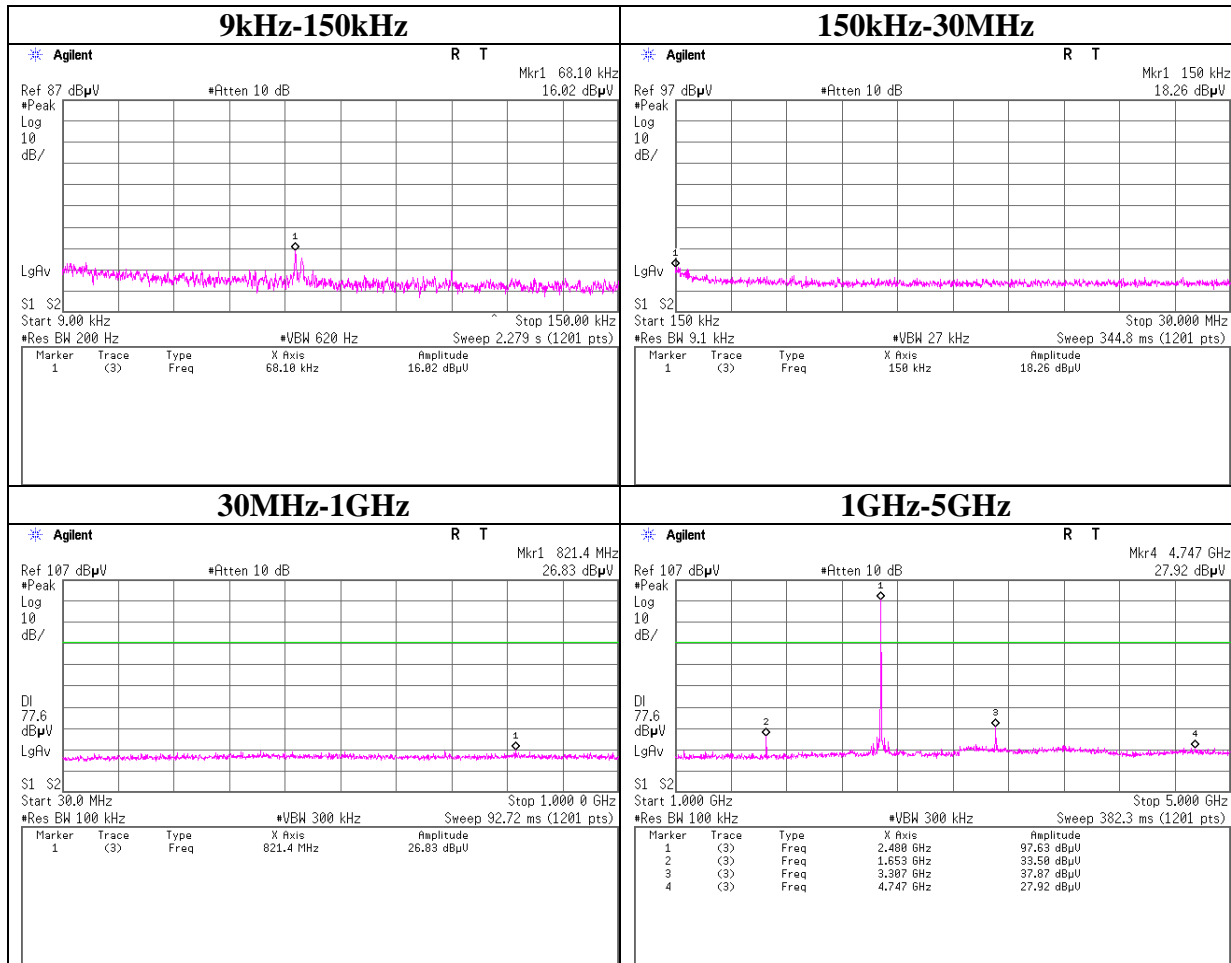 9kHz-150kHz
Agilent R T
Mkr1 68.10 kHz
Ref 87 dBµV #Atten 10 dB 16.02 dBµV
#Peak
Log
10
dB/
1
LgAv
S1 S2
Start 9.00 kHz ^ Stop 150.00 kHz
#Res BW 200 Hz #VBW 620 Hz Sweep 2.279 s (1201 pts)
Marker Trace Type X Axis Amplitude
1 (3) Freq 68.10 kHz 16.02 dBµV
150kHz-30MHz
Agilent R T
Mkr1 150 kHz
Ref 97 dBµV #Atten 10 dB 18.26 dBµV
#Peak
Log
10
dB/
1
LgAv
S1 S2
Start 150 kHz Stop 30.000 MHz
#Res BW 9.1 kHz #VBW 27 kHz Sweep 344.8 ms (1201 pts)
Marker Trace Type X Axis Amplitude
1 (3) Freq 150 kHz 18.26 dBµV
30MHz-1GHz
Agilent R T
Mkr1 821.4 MHz
Ref 107 dBµV #Atten 10 dB 26.83 dBµV
#Peak
Log
10
dB/
DI
77.6
dBµV
1
LgAv
S1 S2
Start 30.0 MHz Stop 1.000 0 GHz
#Res BW 100 kHz #VBW 300 kHz Sweep 92.72 ms (1201 pts)
Marker Trace Type X Axis Amplitude
1 (3) Freq 821.4 MHz 26.83 dBµV
1GHz-5GHz
Agilent R T
Mkr4 4.747 GHz
Ref 107 dBµV #Atten 10 dB 27.92 dBµV
#Peak
1
Log
10
dB/
DI
77.6
3
2
dBµV
4
LgAv
S1 S2
Start 1.000 GHz Stop 5.000 GHz
#Res BW 100 kHz #VBW 300 kHz Sweep 382.3 ms (1201 pts)
Marker Trace Type X Axis Amplitude
1 (3) Freq 2.480 GHz 97.63 dBµV
2 (3) Freq 1.653 GHz 33.50 dBµV
3 (3) Freq 3.307 GHz 37.87 dBµV
4 (3) Freq 4.747 GHz 27.92 dBµV